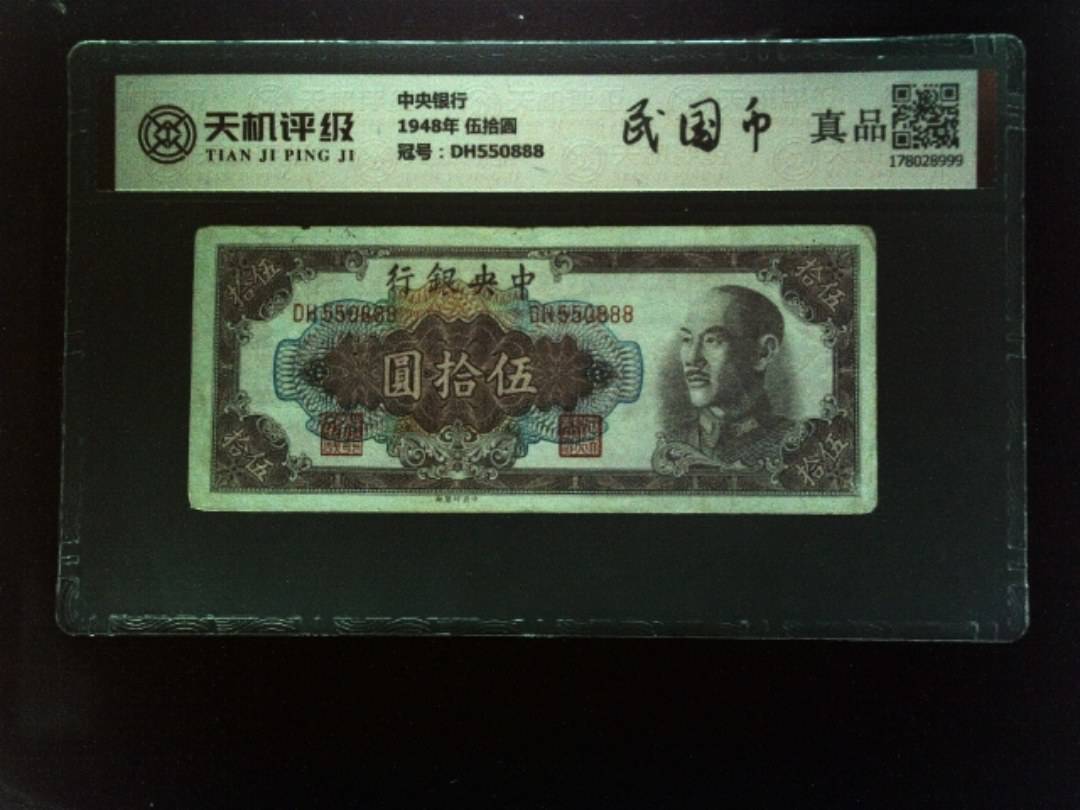 天机评级
TIAN JI PING JI
中央银行
1948年 伍拾圆
冠号：DH550888
民国币
真品
178028999
伍拾
行銀央中
拾伍
DH550888
DH550888
圓拾伍
拾伍
拾伍